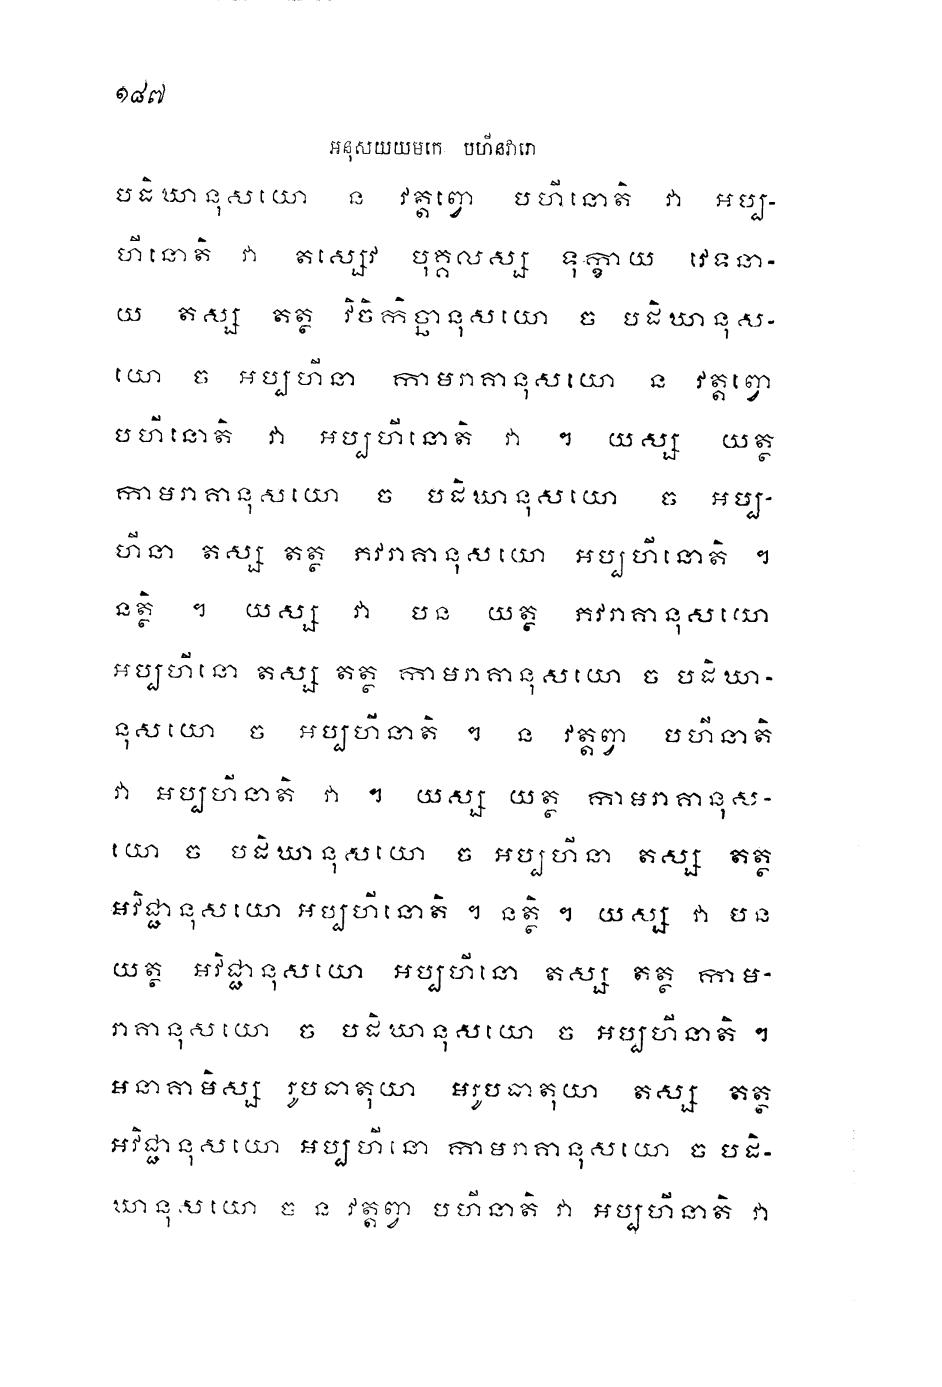 ១៨៧
អនុសយយមកេ បហីនវារោ
បដិឃានុសយោ ន វត្តព្វោ បហីនោតិ វា អប្ប-
ហីនោតិ វា តស្សេវ បុគ្គលស្ស ទុក្ខាយ វេទនា-
យ តស្ស តត្ថ វិចិកិច្ឆានុសយោ ច បដិឃានុស-
យោ ច អប្បហីនា កាមរាគានុសយោ ន វត្តព្វោ
បហីនោតិ វា អប្បហីនោតិ វា ។ យស្ស យត្ថ
កាមរាគានុសយោ ច បដិឃានុសយោ ច អប្ប-
ហីនា តស្ស តត្ថ ភវរាគានុសយោ អប្បហីនោតិ ។
នត្ថិ ។ យស្ស វា បន យត្ថ ភវរាគានុសយោ
អប្បហីនោ តស្ស តត្ថ កាមរាគានុសយោ ច បដិឃា-
នុសយោ ច អប្បហីនាតិ ។ ន វត្តព្វា បហីនាតិ
វា អប្បហីនាតិ វា ។ យស្ស យត្ថ កាមរាគានុស-
យោ ច បដិឃានុសយោ ច អប្បហីនា តស្ស តត្ថ
អវិជ្ជានុសយោ អប្បហីនោតិ ។ នត្ថិ ។ យស្ស វា បន
យត្ថ អវិជ្ជានុសយោ អប្បហីនោ តស្ស តត្ថ កាម-
រាគានុសយោ ច បដិឃានុសយោ ច អប្បហីនាតិ ។
អនាគាមិស្ស រូបធាតុយា អរូបធាតុយា តស្ស តត្ថ
អវិជ្ជានុសយោ អប្បហីនោ កាមរាគានុសយោ ច បដិ-
ឃានុសយោ ច ន វត្តព្វា បហីនាតិ វា អប្បហីនាតិ វា